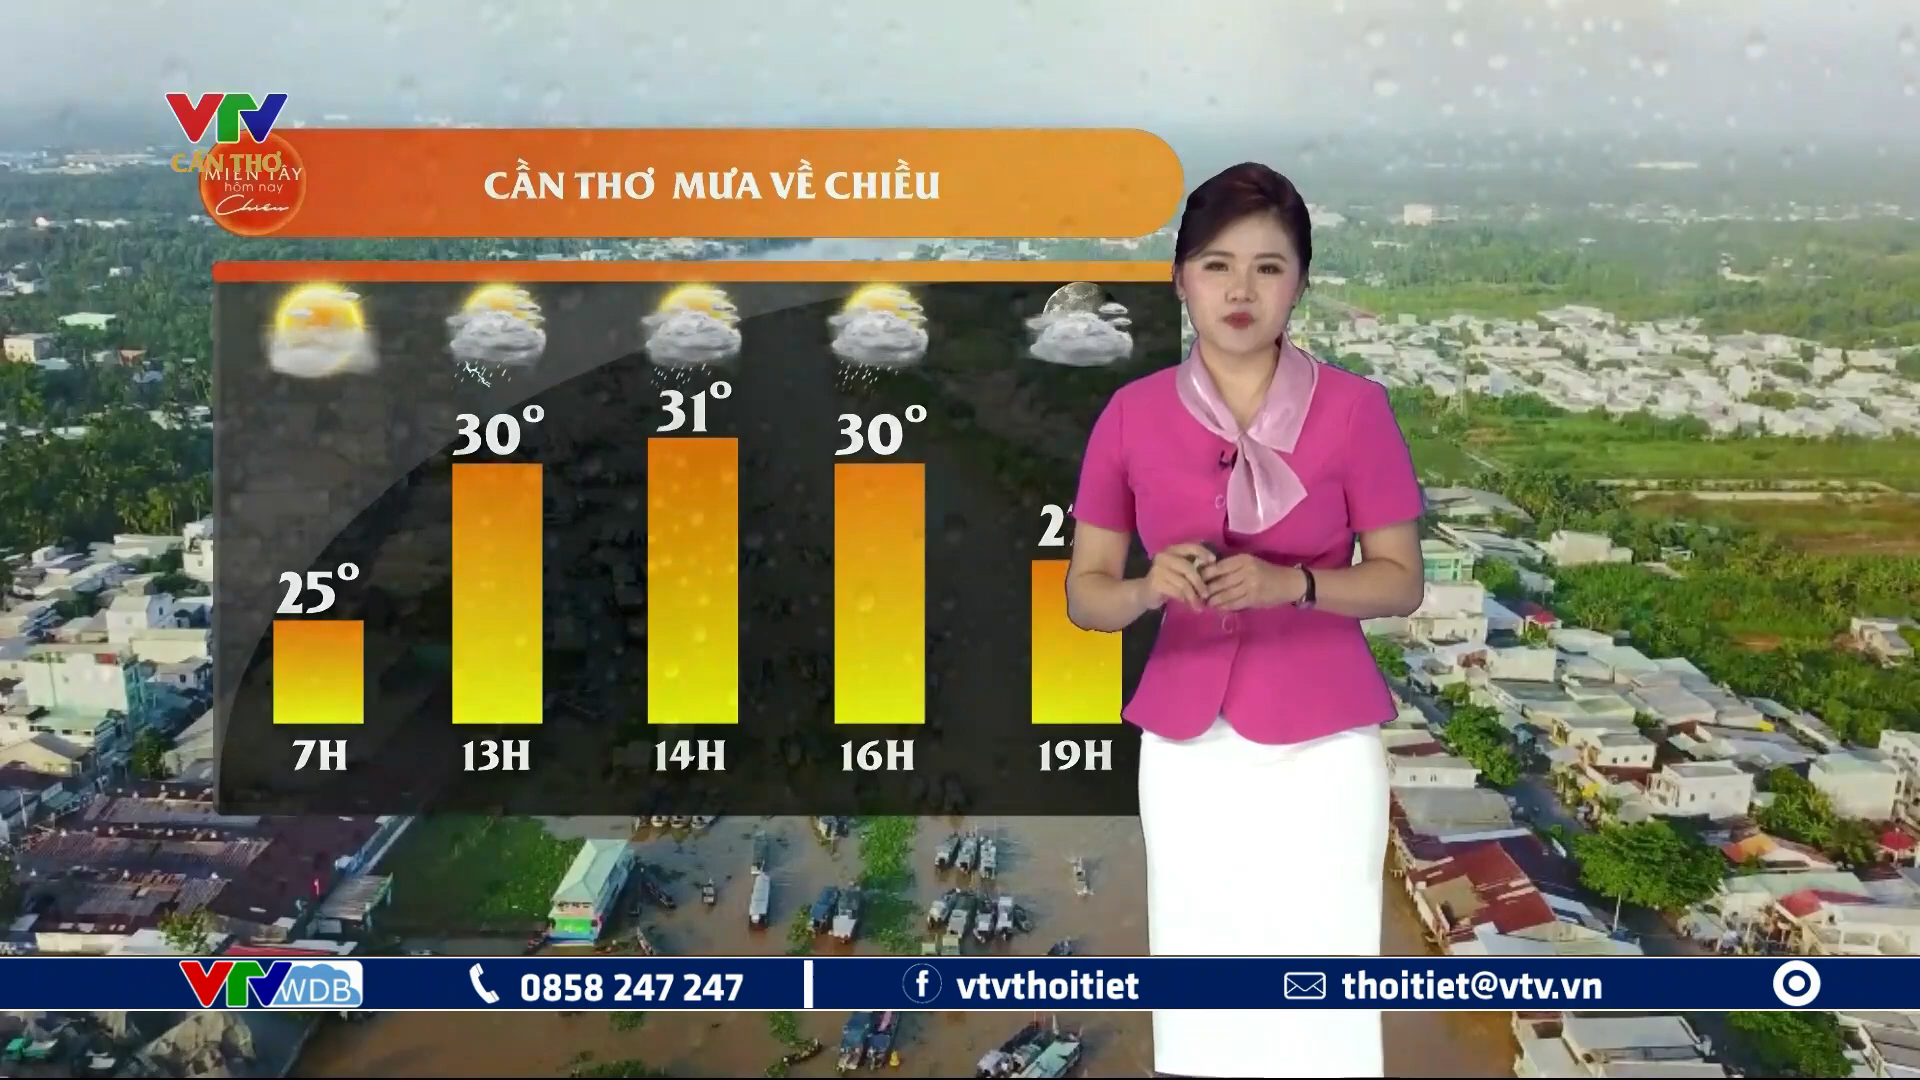 VTV
CẦN THƠ
MIỀN TÂY
hôm nay
Chiều
CẦN THƠ MƯA VỀ CHIỀU
25° 30° 31° 30°
7H 13H 14H 16H 19H
VTV WDB 0858 247 247 vtvthoitiet thoitiet@vtv.vn